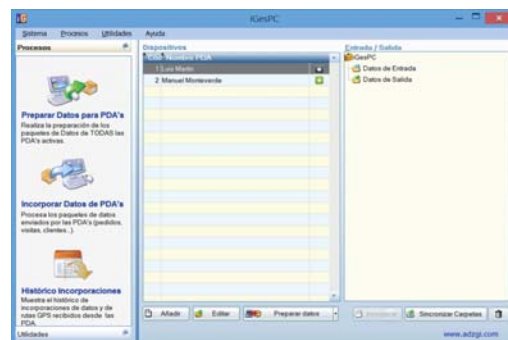 iGesPC
Sistema Procesos Utilidades Ayuda
Procesos
Preparar Datos para PDA's
Realiza la preparación de los
paquetes de Datos de TODAS las
PDA's activas.
Incorporar Datos de PDA's
Procesa los paquetes de datos
enviados por las PDA's (pedidos,
visitas, clientes...).
Histórico Incorporaciones
Muestra el histórico de
incorporaciones de datos y de
rutas GPS recibidos desde las
PDA.
Utilidades
Dispositivos
Cód. Nombre PDA
1 Luis Martín
2 Manuel Monteverde
Añadir Editar Preparar datos
Entrada / Salida
iGesPC
Datos de Entrada
Datos de Salida
Sincronizar Carpetas
www.adzgi.com